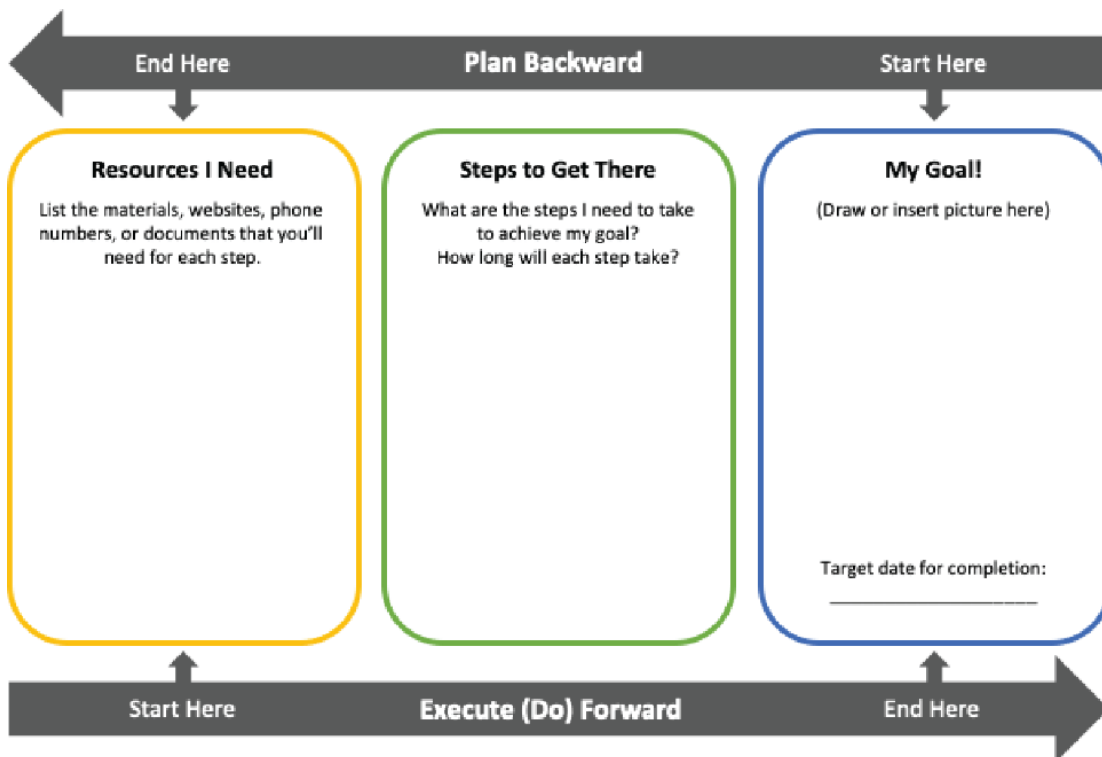 End Here
Plan Backward
Start Here
Resources I Need
List the materials, websites, phone
numbers, or documents that you'll
need for each step.
Steps to Get There
What are the steps I need to take
to achieve my goal?
How long will each step take?
My Goal!
(Draw or insert picture here)
Target date for completion:
Start Here
Execute (Do) Forward
End Here